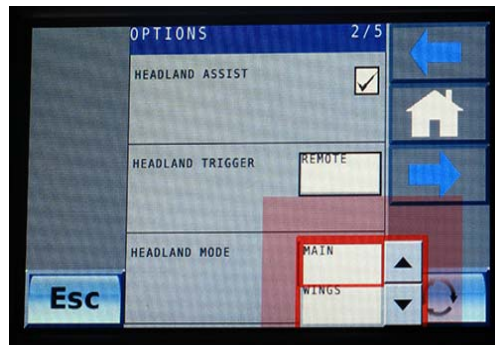 OPTIONS 2/5
HEADLAND ASSIST
HEADLAND TRIGGER REMOTE
HEADLAND MODE MAIN
WINGS
Esc